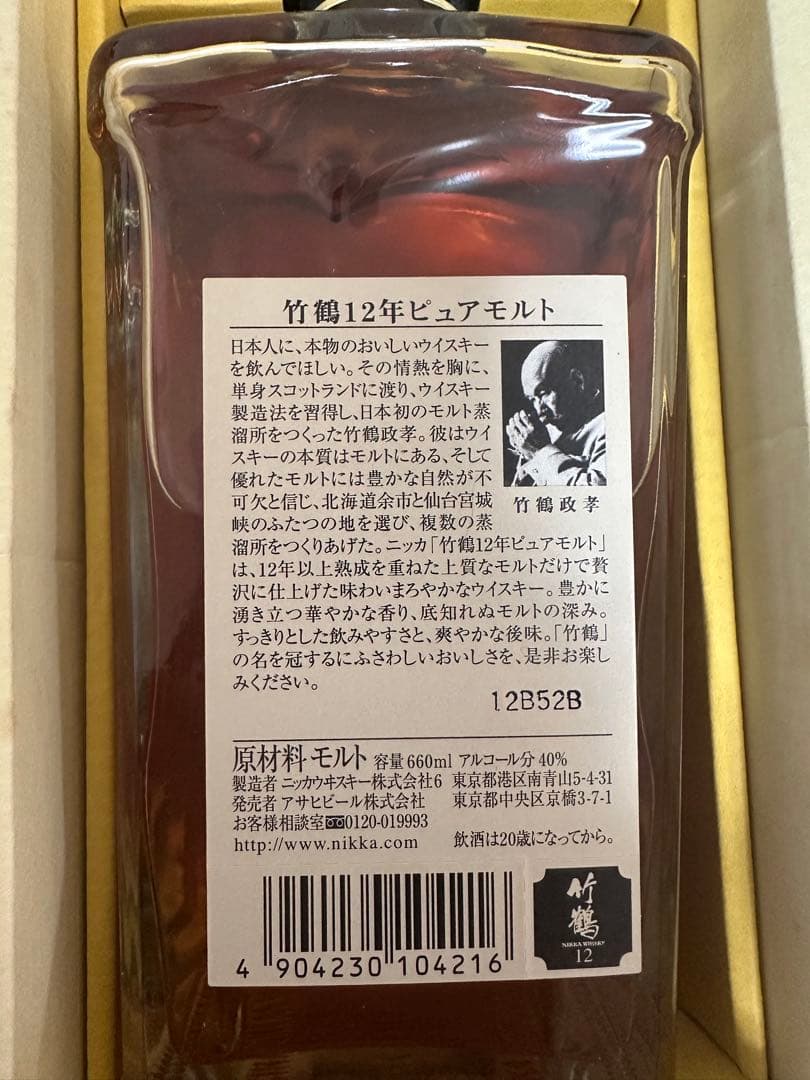 竹鶴12年ピュアモルト
日本人に、本物のおいしいウイスキー
を飲んでほしい。その情熱を胸に、
単身スコットランドに渡り、ウイスキー
製造法を習得し、日本初のモルト蒸
溜所をつくった竹鶴政孝。彼はウイ
スキーの本質はモルトにある、そして
優れたモルトには豊かな自然が不
可欠と信じ、北海道余市と仙台宮城
峡のふたつの地を選び、複数の蒸
溜所をつくりあげた。ニッカ「竹鶴12年ピュアモルト」
は、12年以上熟成を重ねた上質なモルトだけで贅
沢に仕上げた味わいまろやかなウイスキー。豊かに
湧き立つ華やかな香り、底知れぬモルトの深み。
すっきりとした飲みやすさと、爽やかな後味。「竹鶴」
の名を冠するにふさわしいおいしさを、是非お楽し
みください。
竹鶴政孝
12B52B
原材料 モルト 容量 660ml アルコール分 40%
製造者 ニッカウヰスキー株式会社6 東京都港区南青山5-4-31
発売者 アサヒビール株式会社 東京都中央区京橋3-7-1
お客様相談室 0120-019993
http://www.nikka.com 飲酒は20歳になってから。
4 904230 104216
竹鶴
NIKKA WHISKY
12